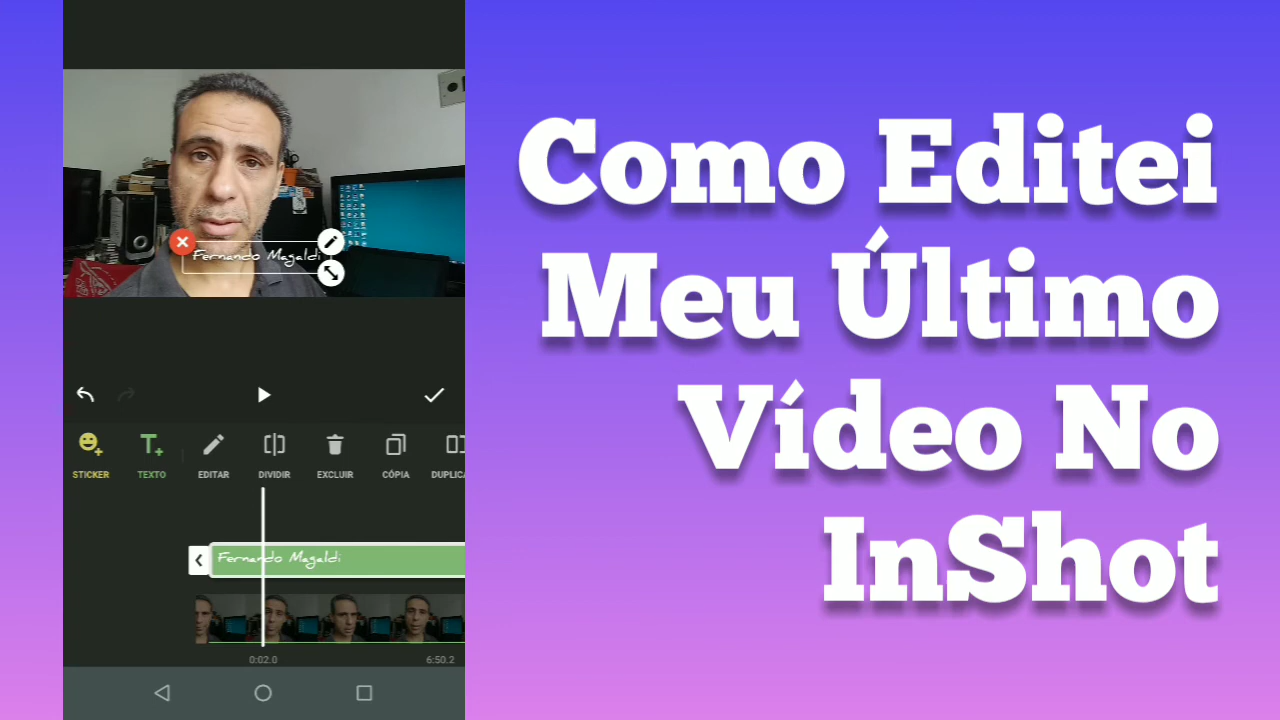 Fernando Magaldi
STICKER
TEXTO
EDITAR
DIVIDIR
EXCLUIR
CÓPIA
DUPLICA
Fernando Magaldi
0:02.0
6:50.2
Como Editei
Meu Último
Vídeo No
InShot